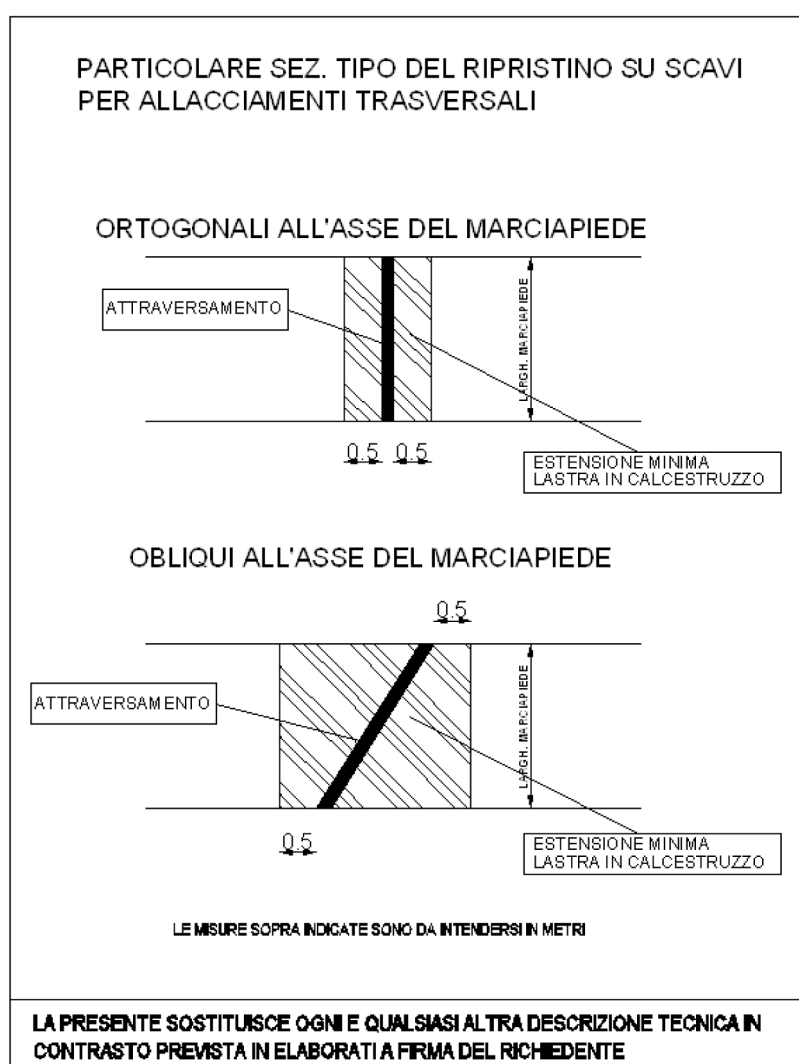 PARTICOLARE SEZ. TIPO DEL RIPRISTINO SU SCAVI
PER ALLACCIAMENTI TRASVERSALI
ORTOGONALI ALL'ASSE DEL MARCIAPIEDE
ATTRAVERSAMENTO
LARGH. MARCIAPIEDE
0.5 0.5
ESTENSIONE MINIMA
LASTRA IN CALCESTRUZZO
OBLIQUI ALL'ASSE DEL MARCIAPIEDE
0.5
ATTRAVERSAMENTO
LARGH. MARCIAPIEDE
0.5
ESTENSIONE MINIMA
LASTRA IN CALCESTRUZZO
LE MISURE SOPRA INDICATE SONO DA INTENDERSI IN METRI
LA PRESENTE SOSTITUISCE OGNI E QUALSIASI ALTRA DESCRIZIONE TECNICA IN
CONTRASTO PREVISTA IN ELABORATI A FIRMA DEL RICHIEDENTE